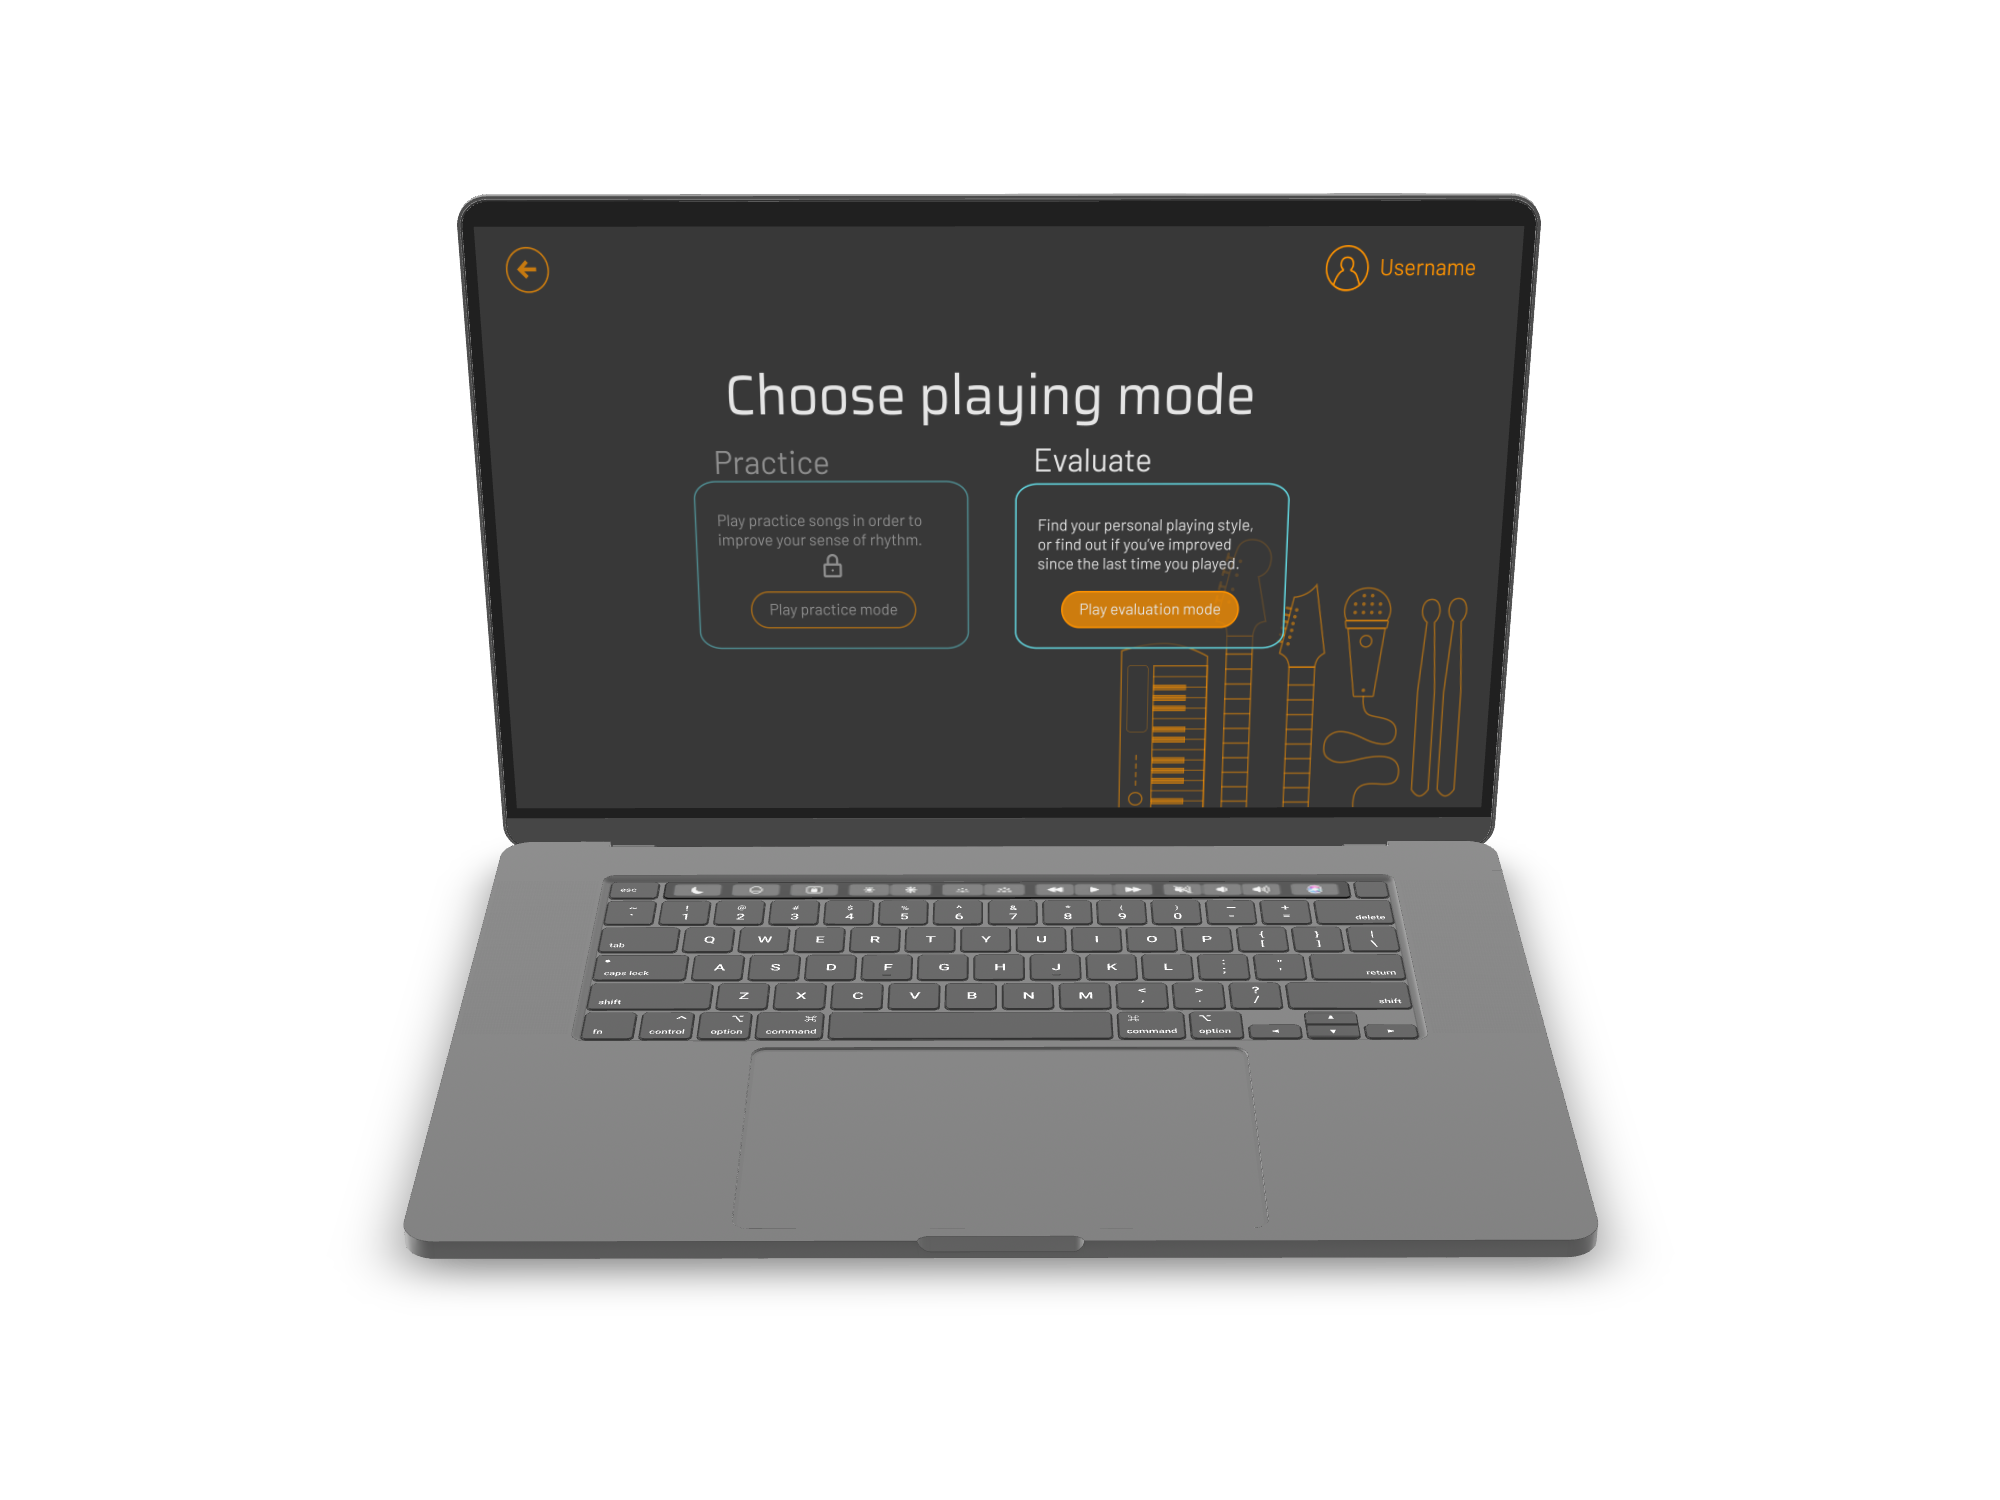 Username
Choose playing mode
Practice
Play practice songs in order to
improve your sense of rhythm.
Play practice mode
Evaluate
Find your personal playing style,
or find out if you've improved
since the last time you played.
Play evaluation mode
esc
~ ` ! 1 @ 2 # 3 $ 4 % 5 ^ 6 & 7 * 8 ( 9 ) 0 — - + = delete
tab Q W E R T Y U I O P { [ } ] | \
caps lock A S D F G H J K L : ; " ' return
shift Z X C V B N M < , > . ? / shift
fn control option command command option